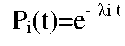 Pᵢ(t)=e⁻ λi t